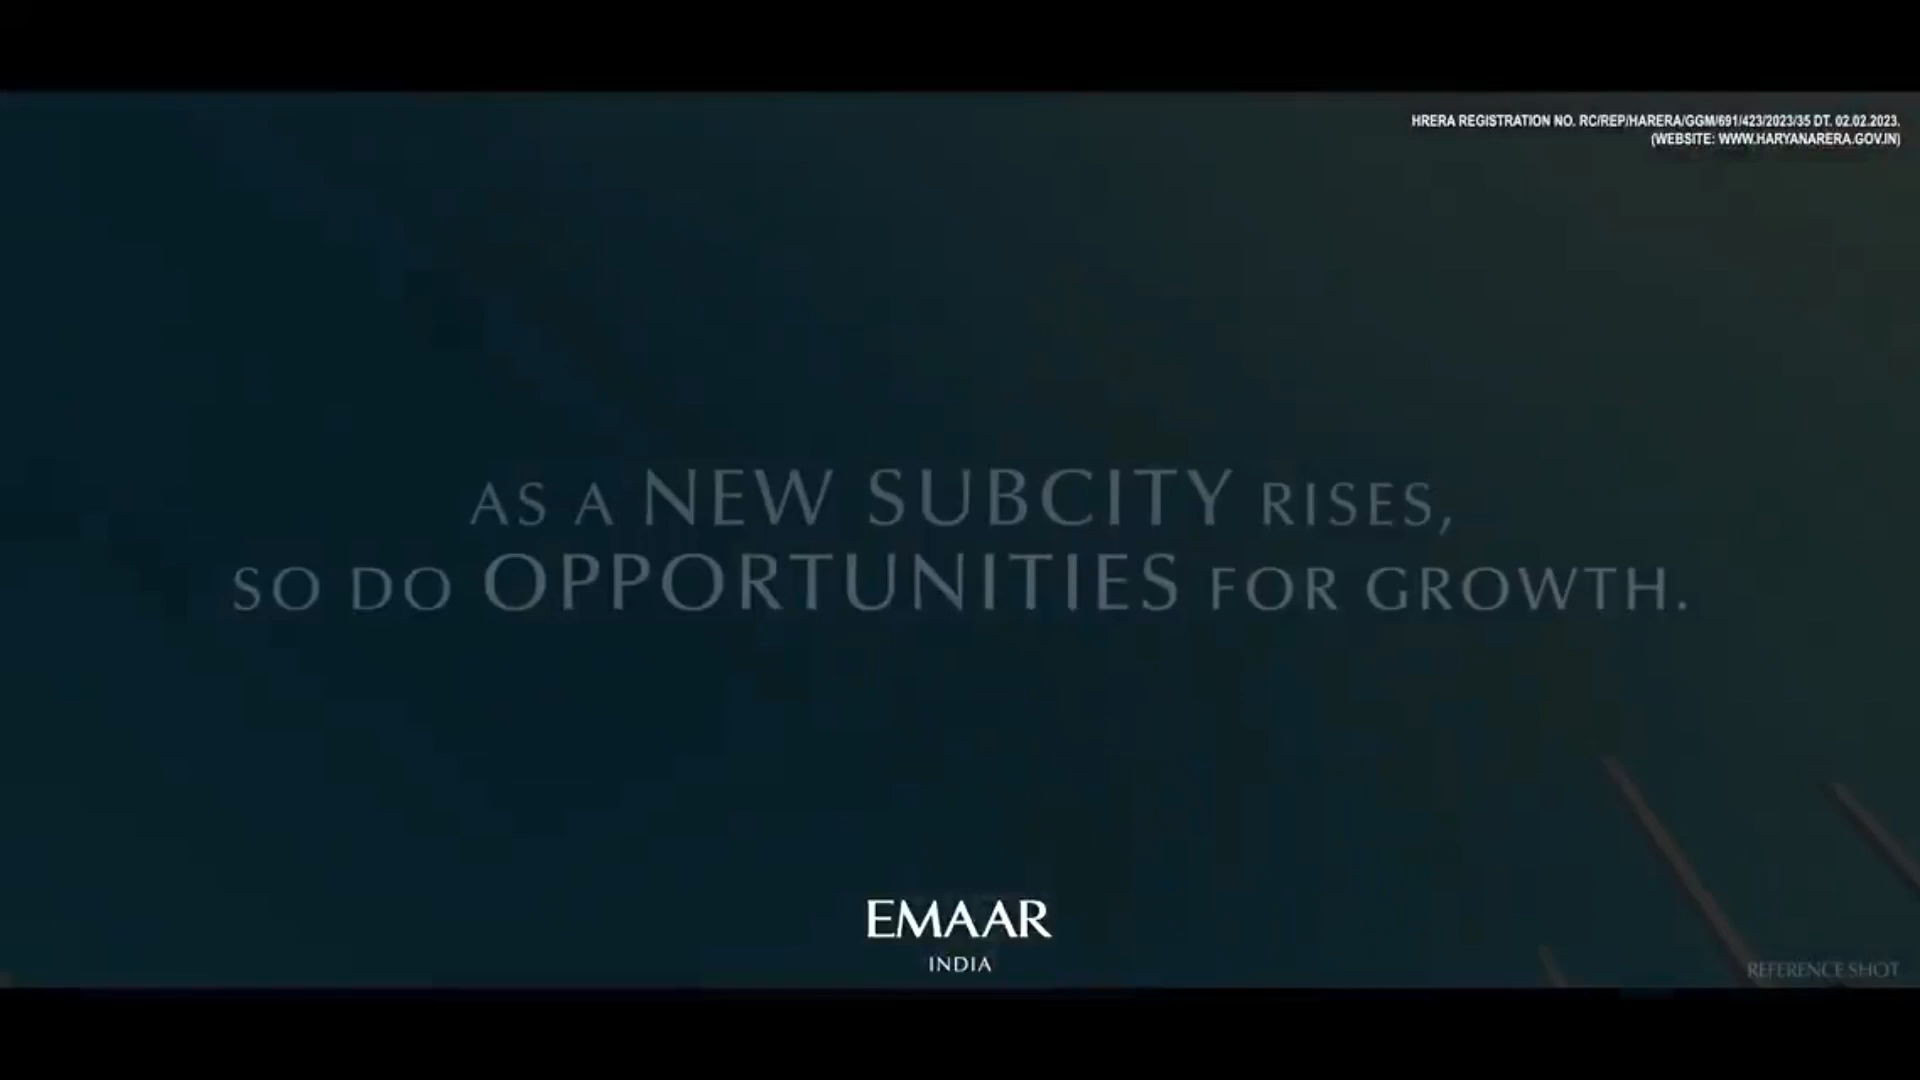 HRERA REGISTRATION NO. RC/REP/HARERA/GGM/691/423/2023/35 DT. 02.02.2023.
(WEBSITE: WWW.HARYANARERA.GOV.IN)
AS A NEW SUBCITY RISES,
SO DO OPPORTUNITIES FOR GROWTH.
EMAAR
INDIA
REFERENCE SHOT